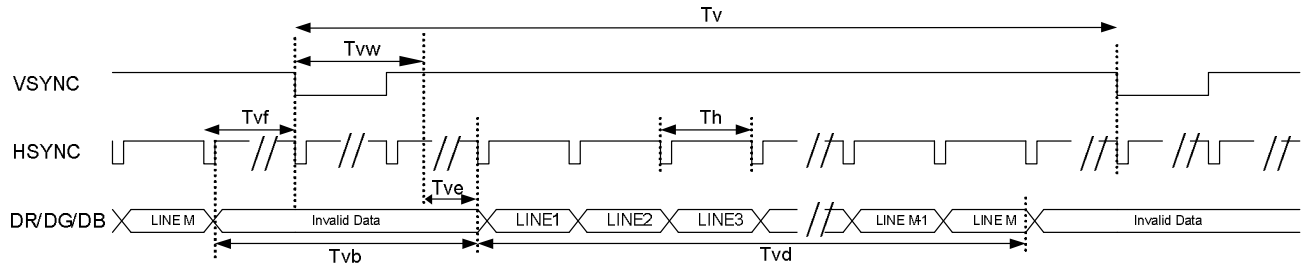 Tv
Tvw
VSYNC
Tvf
Th
HSYNC
Tve
DR/DG/DB
LINE M
Invalid Data
LINE1
LINE2
LINE3
LINE M-1
LINE M
Invalid Data
Tvb
Tvd